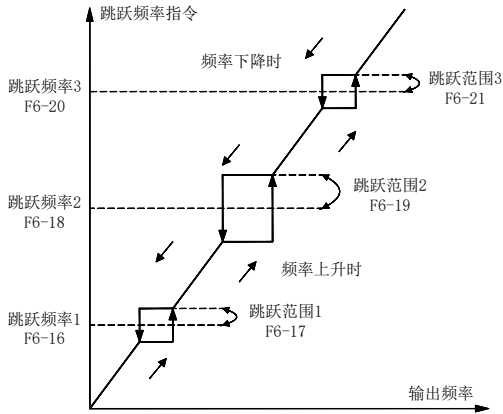 跳跃频率指令
频率下降时
跳跃频率3
F6-20
跳跃范围3
F6-21
跳跃频率2
F6-18
跳跃范围2
F6-19
频率上升时
跳跃频率1
F6-16
跳跃范围1
F6-17
输出频率